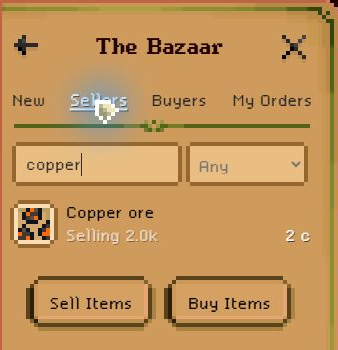 The Bazaar
New Sellers Buyers My Orders
copper Any
Copper ore
Selling 2.0k 2 c
Sell Items Buy Items